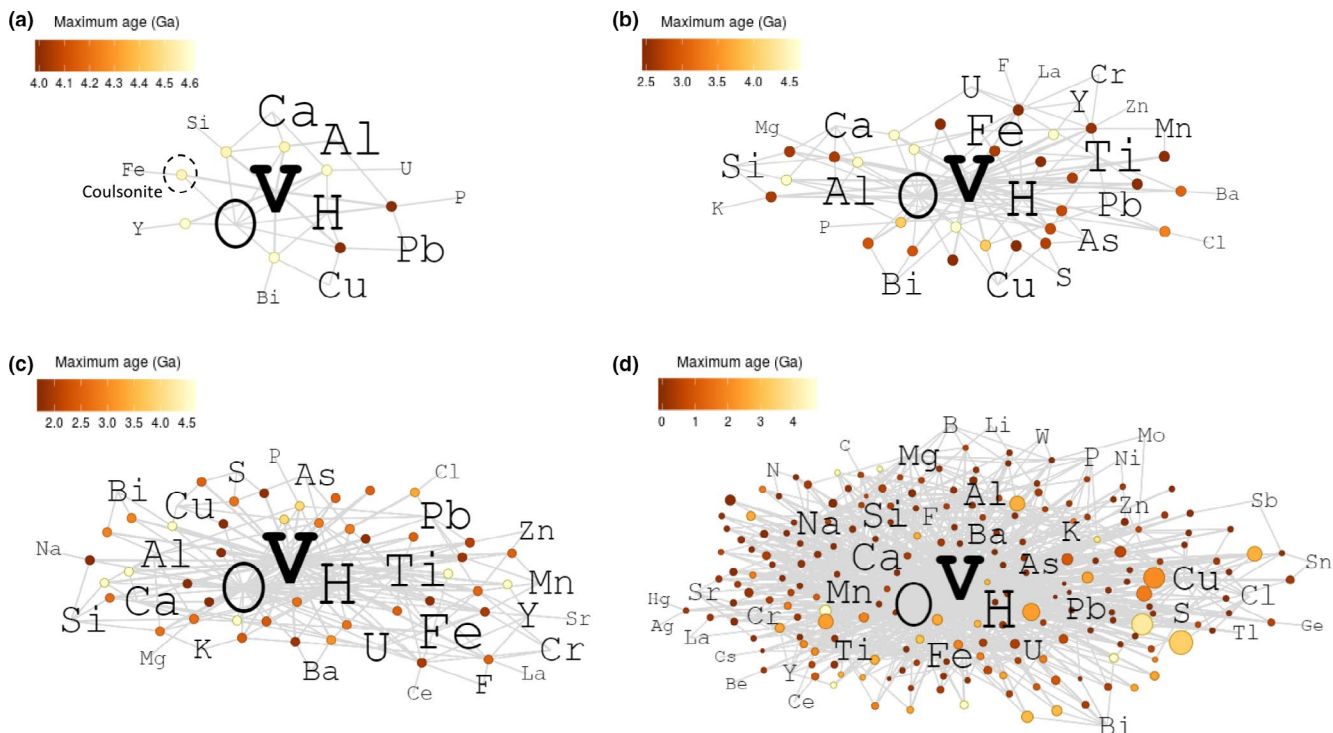 (a)
Maximum age (Ga)
4.0 4.1 4.2 4.3 4.4 4.5 4.6
Ca
Si
Al
Fe
Coulsonite
V
U
H
P
Y
O
Pb
Cu
Bi
(b)
Maximum age (Ga)
2.5 3.0 3.5 4.0 4.5
F
La
Cr
U
Y
Zn
Mg
Ca
Fe
Mn
Si
Ti
V
K
Al
O
H
Pb
Ba
P
As
Cl
Bi
Cu
S
(c)
Maximum age (Ga)
2.0 2.5 3.0 3.5 4.0 4.5
P
S
As
Cl
Bi
Cu
Pb
Zn
Na
Al
V
Ti
Mn
O
H
Si
Ca
Y
Sr
Fe
K
U
Cr
Mg
Ba
La
Ce
F
(d)
Maximum age (Ga)
0 1 2 3 4
B
Li
W
Mo
C
P
N
Mg
Ni
Al
Zn
Sb
Na
Si
F
K
Ba
Ca
V
As
Cu
Sn
Sr
Mn
Cl
Hg
O
H
Pb
S
Ag
Cr
Ge
La
Tl
Cs
Ti
Fe
U
Be
Y
Ce
Bi